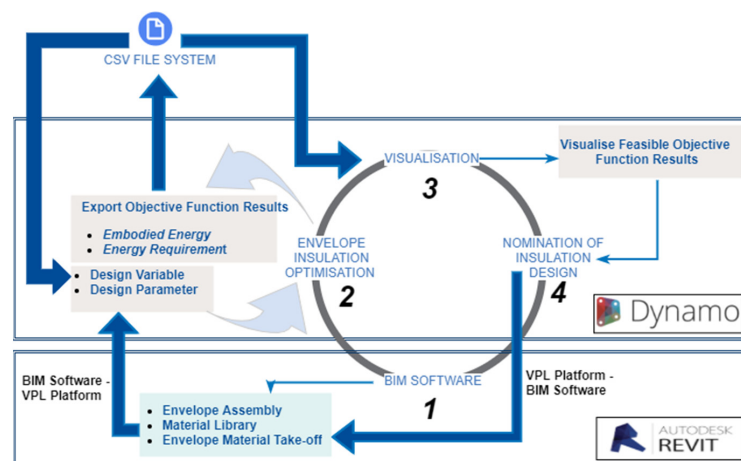 CSV FILE SYSTEM
VISUALISATION
3
Visualise Feasible Objective
Function Results
Export Objective Function Results
• Embodied Energy
• Energy Requirement
• Design Variable
• Design Parameter
ENVELOPE
INSULATION
OPTIMISATION
2
NOMINATION OF
INSULATION
DESIGN
4
Dynamo
BIM Software -
VPL Platform
BIM SOFTWARE
1
VPL Platform -
BIM Software
• Envelope Assembly
• Material Library
• Envelope Material Take-off
AUTODESK
REVIT